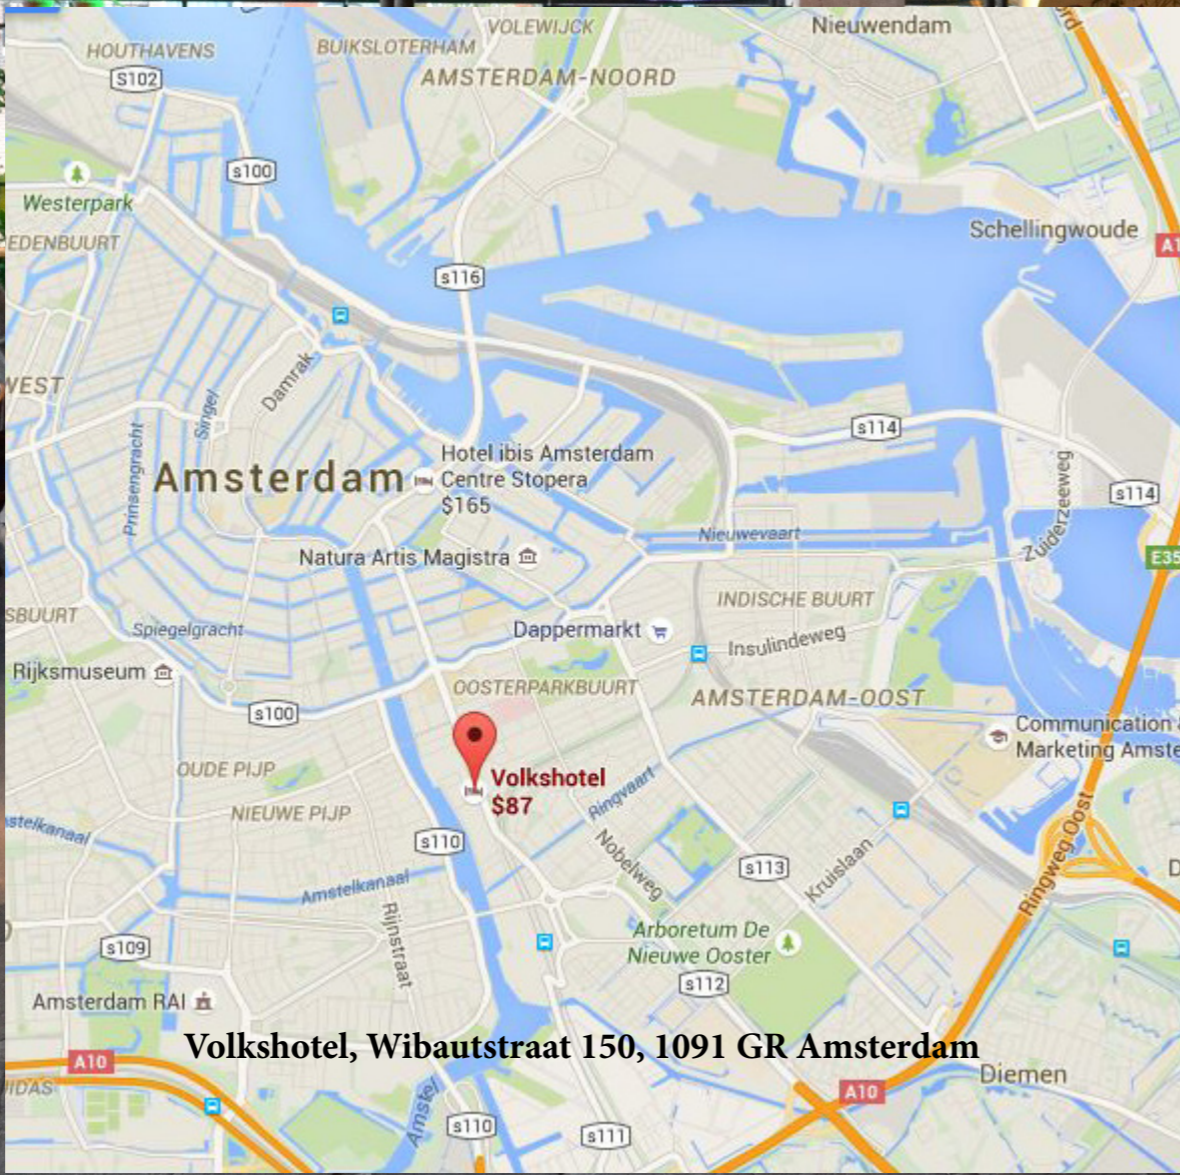 VOLEWIJCK
Nieuwendam
HOUTHAVENS
BUIKSLOTERHAM
S102
AMSTERDAM-NOORD
s100
Westerpark
EDENBUURT
Schellingwoude
A1
s116
Damrak
WEST
Singel
Prinsengracht
s114
Hotel ibis Amsterdam
Centre Stopera
$165
Amsterdam
s114
Zuiderzeeweg
Nieuwevaart
Natura Artis Magistra
E35
INDISCHE BUURT
SBUURT
Spiegelgracht
Dappermarkt
Insulindeweg
Rijksmuseum
OOSTERPARKBUURT
AMSTERDAM-OOST
s100
Communication &
Marketing Amste
OUDE PIJP
Volkshotel
$87
Ringvaart
NIEUWE PIJP
stelkanaal
s110
Nobelweg
s113
Kruislaan
Ringweg Oost
D
Amstelkanaal
Rijnstraat
Arboretum De
Nieuwe Ooster
s109
s112
Amsterdam RAI
Volkshotel, Wibautstraat 150, 1091 GR Amsterdam
A10
Diemen
IDAS
A10
Amstel
s110
s111